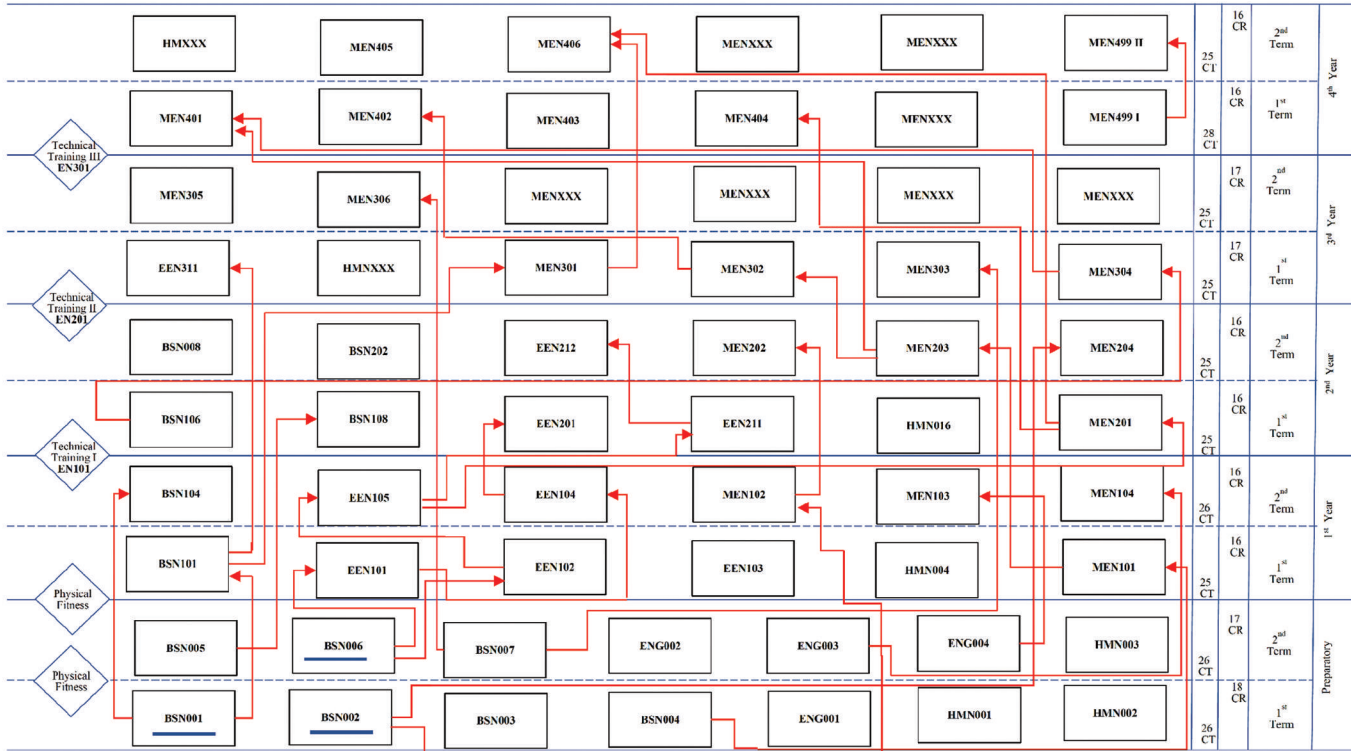 HMXXX
MEN405
MEN406
MENXXX
MENXXX
MEN499 II
25 CT
16 CR
2nd Term
4th Year
MEN401
MEN402
MEN403
MEN404
MENXXX
MEN499 I
28 CT
16 CR
1st Term
Technical
Training III
EN301
MEN305
MEN306
MENXXX
MENXXX
MENXXX
MENXXX
25 CT
17 CR
2nd Term
3rd Year
EEN311
HMNXXX
MEN301
MEN302
MEN303
MEN304
25 CT
17 CR
1st Term
Technical
Training II
EN201
BSN008
BSN202
EEN212
MEN202
MEN203
MEN204
25 CT
16 CR
2nd Term
2nd Year
BSN106
BSN108
EEN201
EEN211
HMN016
MEN201
25 CT
16 CR
1st Term
Technical
Training I
EN101
BSN104
EEN105
EEN104
MEN102
MEN103
MEN104
26 CT
16 CR
2nd Term
1st Year
BSN101
EEN101
EEN102
EEN103
HMN004
MEN101
25 CT
16 CR
1st Term
Physical
Fitness
BSN005
BSN006
BSN007
ENG002
ENG003
ENG004
HMN003
26 CT
17 CR
2nd Term
Preparatory
Physical
Fitness
BSN001
BSN002
BSN003
BSN004
ENG001
HMN001
HMN002
26 CT
18 CR
1st Term